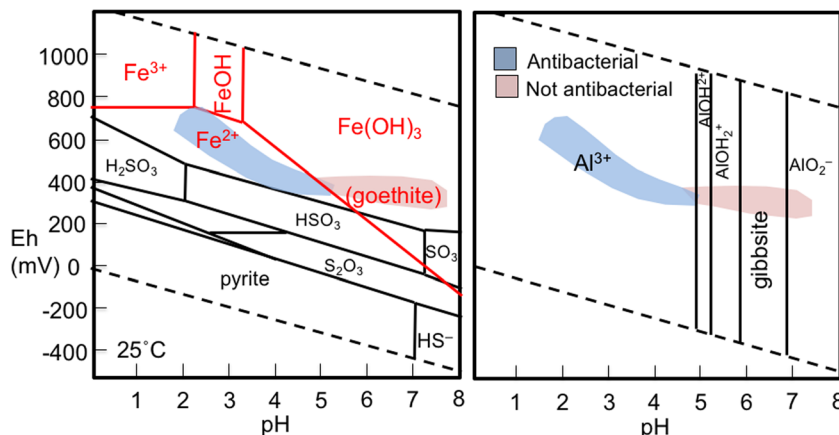 1000
800
600
400
200
0
-200
-400
Eh
(mV)
Fe³⁺
FeOH
Fe²⁺
Fe(OH)₃
(goethite)
H₂SO₃
HSO₃
SO₃
S₂O₃
pyrite
HS⁻
25˚C
0 1 2 3 4 5 6 7 8
pH
Antibacterial
Not antibacterial
Al³⁺
AlOH²⁺
AlOH₂⁺
gibbsite
AlO₂⁻
1 2 3 4 5 6 7 8
pH